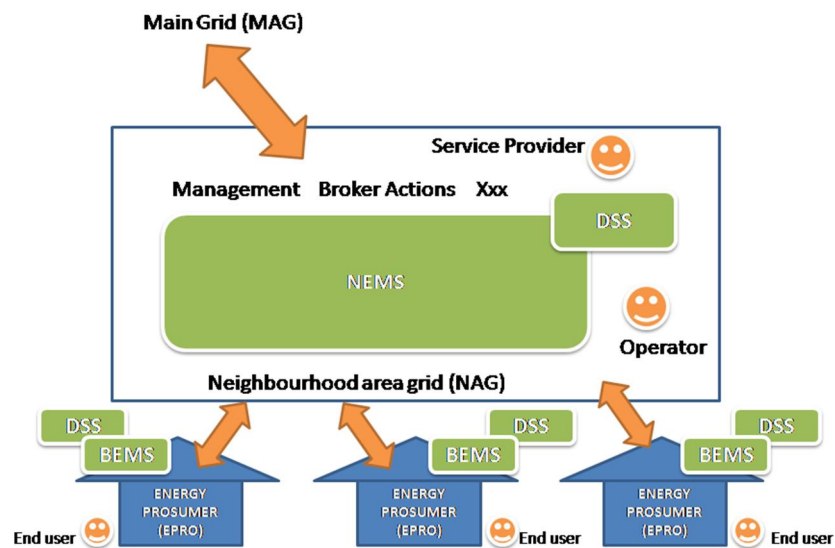 Main Grid (MAG)
Service Provider
Management Broker Actions Xxx
DSS
NEMS
Operator
Neighbourhood area grid (NAG)
DSS
BEMS
ENERGY
PROSUMER
(EPRO)
End user
DSS
BEMS
ENERGY
PROSUMER
(EPRO)
End user
DSS
BEMS
ENERGY
PROSUMER
(EPRO)
End user